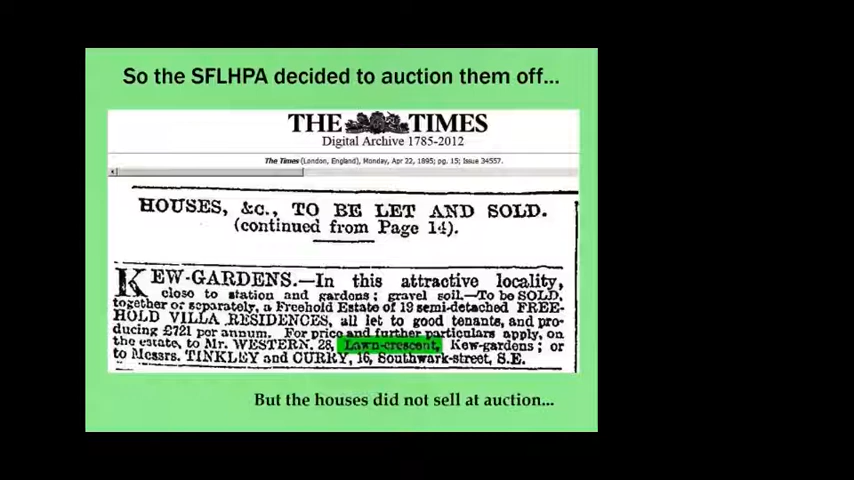 So the SFLHPA decided to auction them off...
THE TIMES
Digital Archive 1785-2012
The Times (London, England), Monday, Apr 22, 1895; pg. 15; Issue 34557.
HOUSES, &c., TO BE LET AND SOLD.
(continued from Page 14).
KEW-GARDENS.—In this attractive locality,
close to station and gardens; gravel soil.—To be SOLD,
together or separately, a Freehold Estate of 19 semi-detached FREE-
HOLD VILLA RESIDENCES, all let to good tenants, and pro-
ducing £721 per annum. For price and further particulars apply, on
the estate, to Mr. WESTERN, 28, Lawn-crescent, Kew-gardens; or
to Messrs. TINKLEY and CURRY, 16, Southwark-street, S.E.
But the houses did not sell at auction...